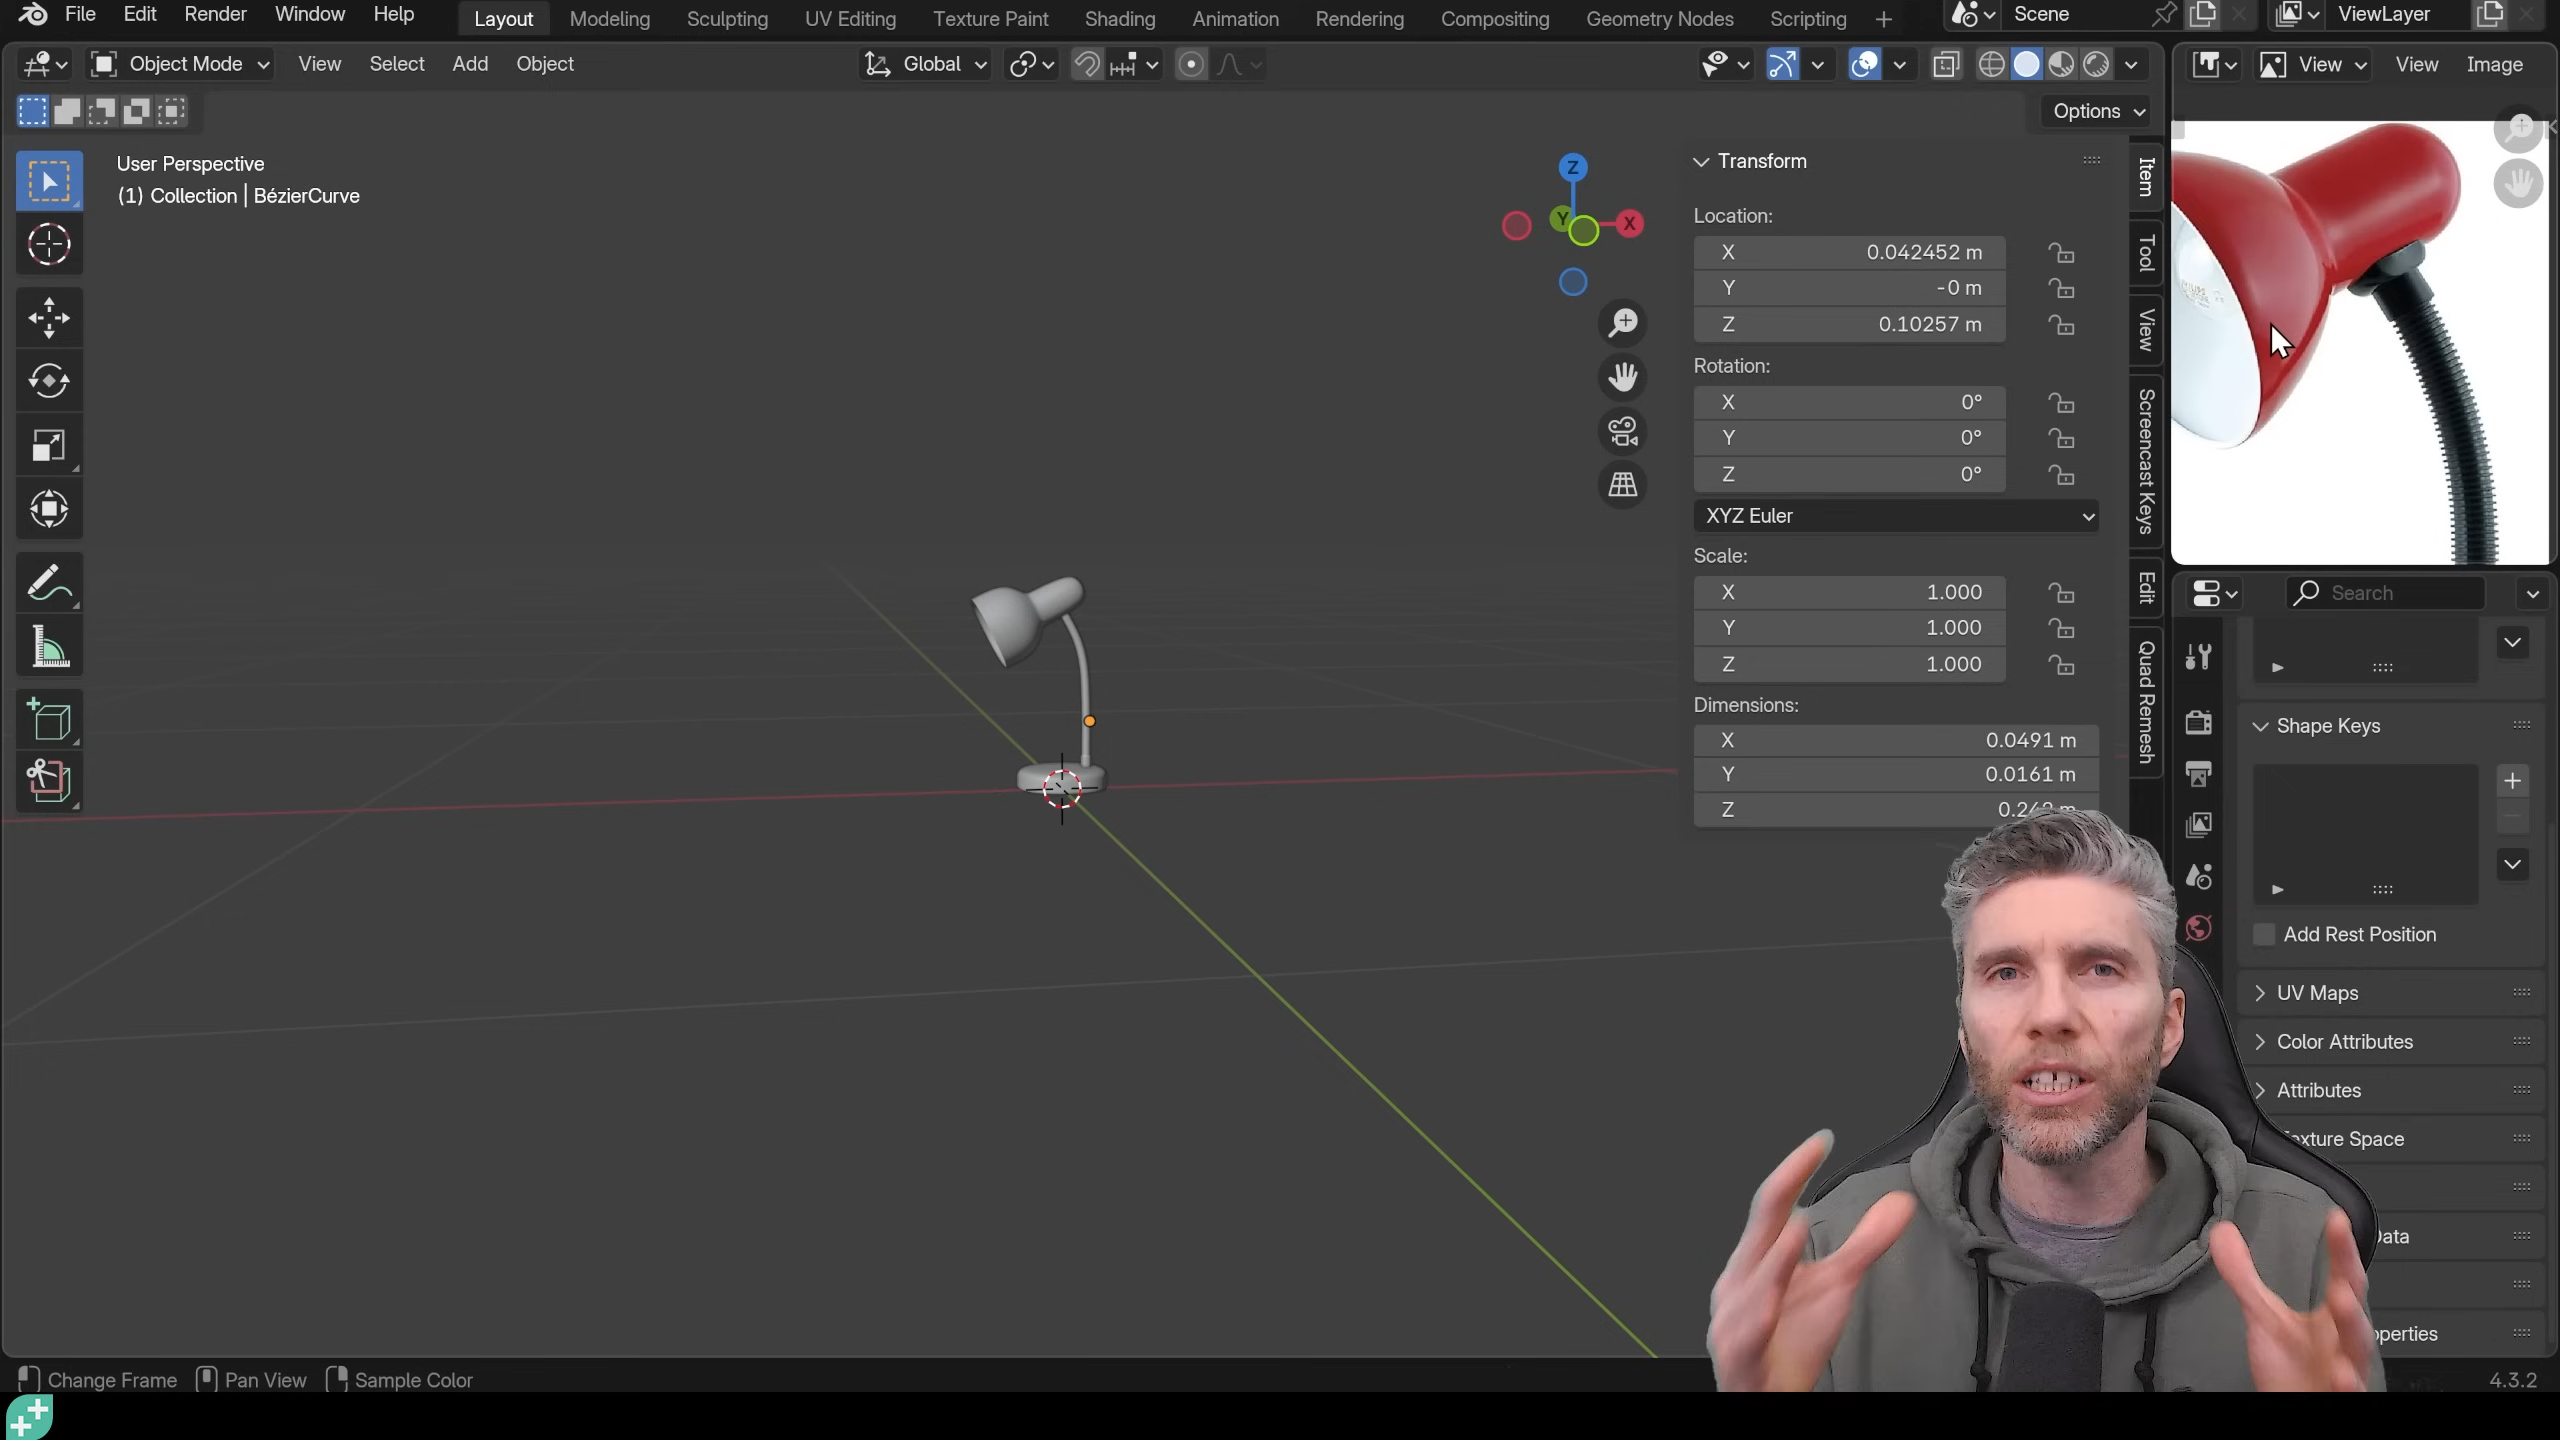 File Edit Render Window Help Layout Modeling Sculpting UV Editing Texture Paint Shading Animation Rendering Compositing Geometry Nodes Scripting Scene ViewLayer
Object Mode View Select Add Object Global View View Image
Options
User Perspective
(1) Collection | BézierCurve
Z
Y
X
Transform
Location:
X 0.042452 m
Y -0 m
Z 0.10257 m
Rotation:
X 0°
Y 0°
Z 0°
XYZ Euler
Scale:
X 1.000
Y 1.000
Z 1.000
Dimensions:
X 0.0491 m
Y 0.0161 m
Z
Item
Tool
View
Screencast Keys
Edit
Quad Remesh
Search
Shape Keys
Add Rest Position
UV Maps
Color Attributes
Attributes
Texture Space
Data
operties
Change Frame Pan View Sample Color
4.3.2